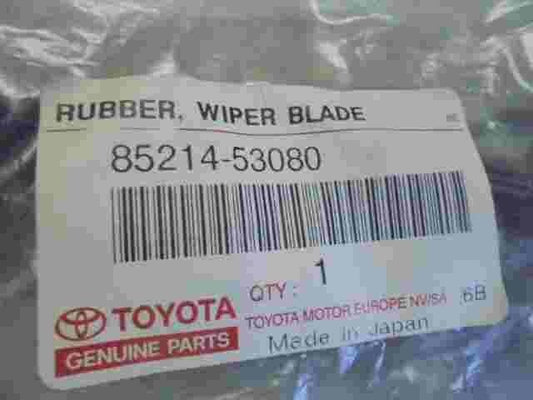 RUBBER, WIPER BLADE
85214-53080
QTY: 1
TOYOTA
GENUINE PARTS
TOYOTA MOTOR EUROPE NV/SA 6B
Made in Japan